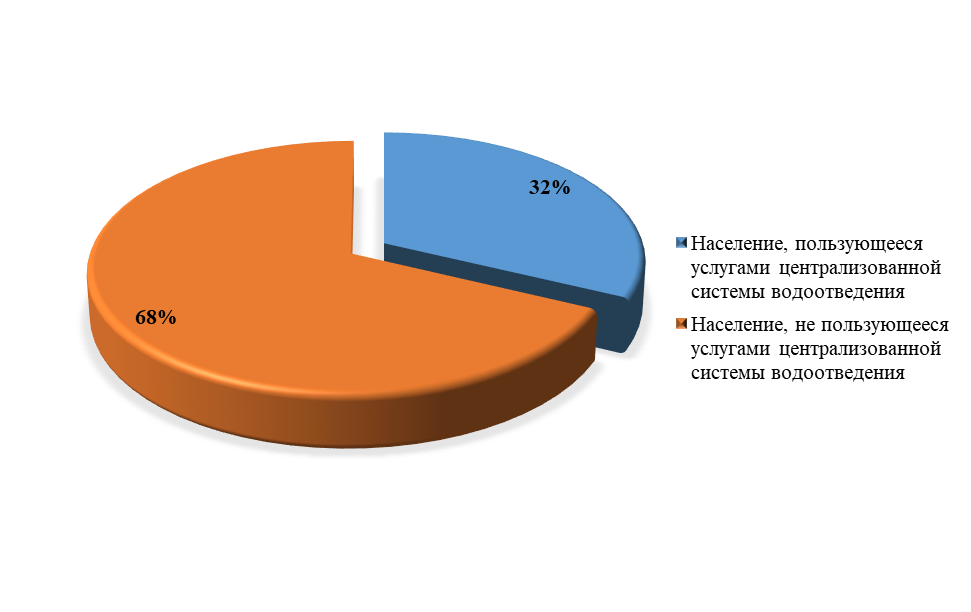 32%
68%
Население, пользующееся
услугами централизованной
системы водоотведения
Население, не пользующееся
услугами централизованной
системы водоотведения